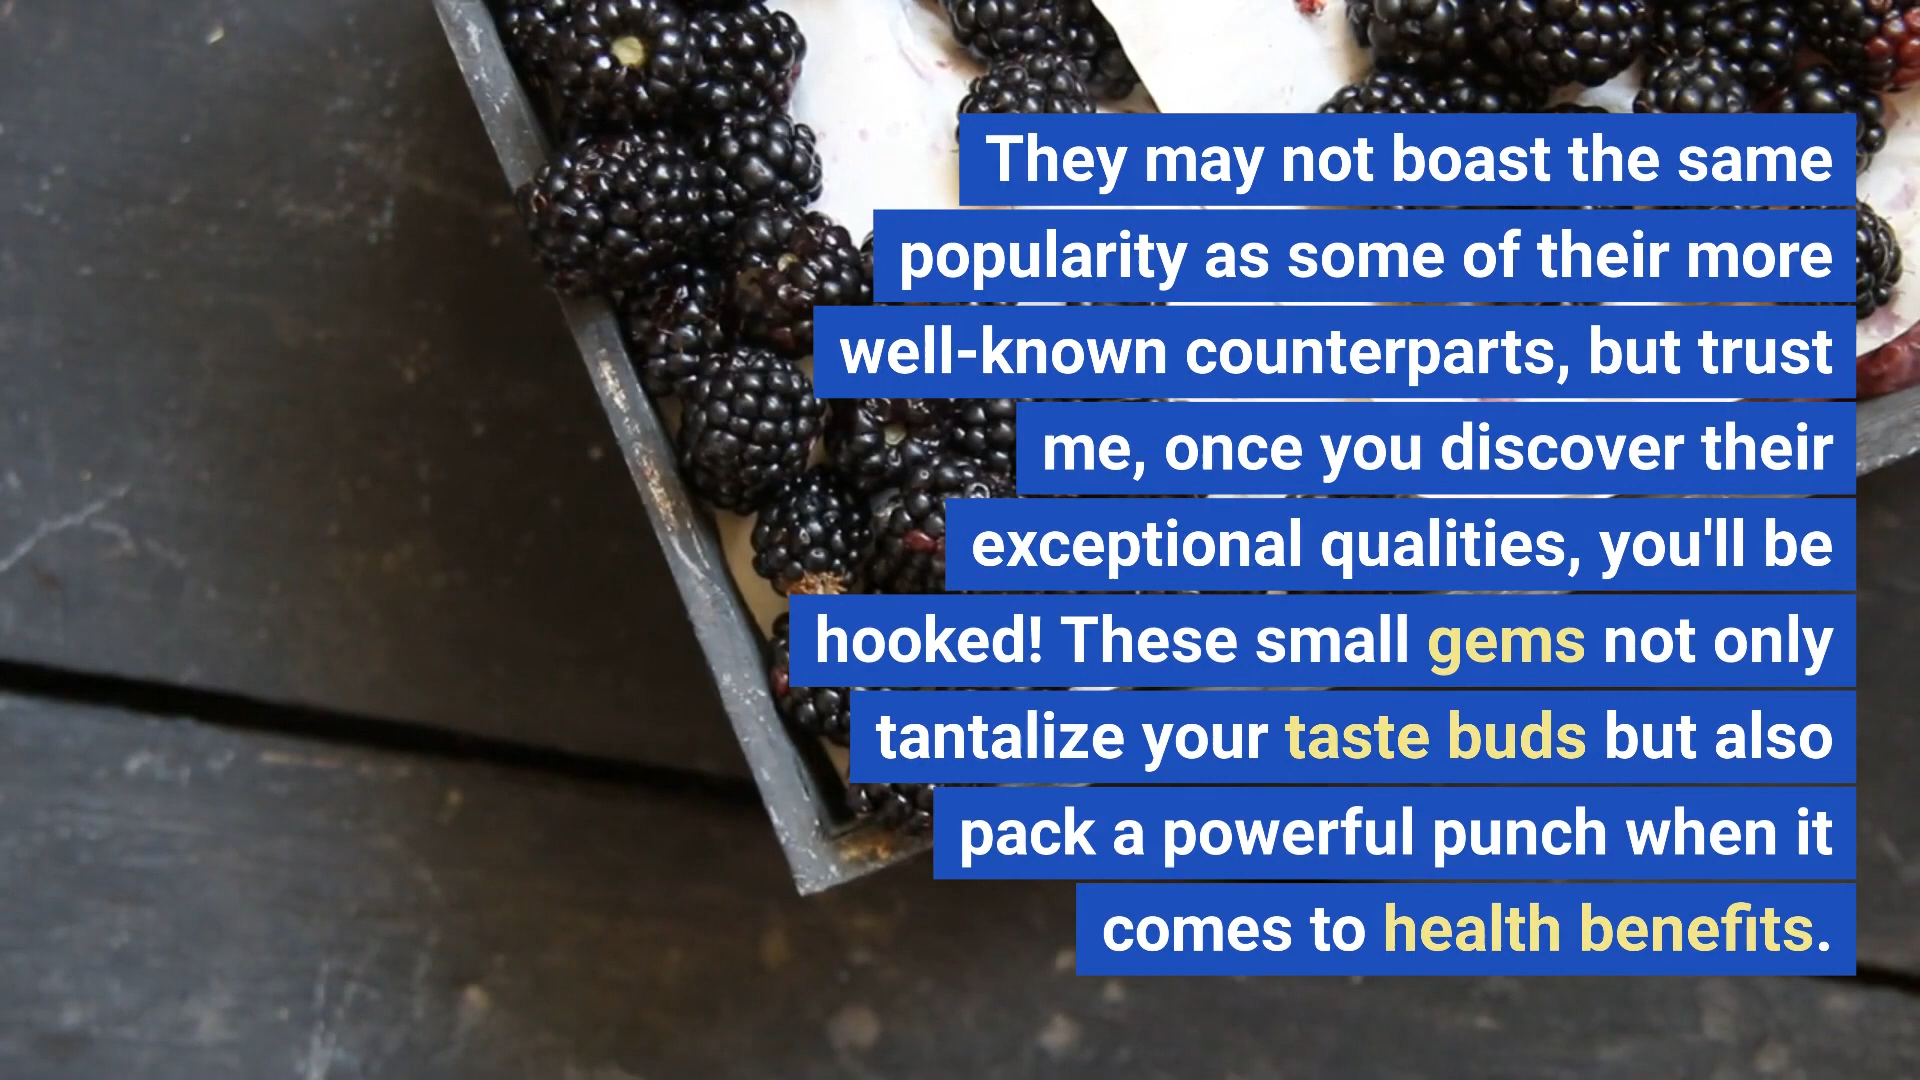 They may not boast the same
popularity as some of their more
well-known counterparts, but trust
me, once you discover their
exceptional qualities, you'll be
hooked! These small gems not only
tantalize your taste buds but also
pack a powerful punch when it
comes to health benefits.